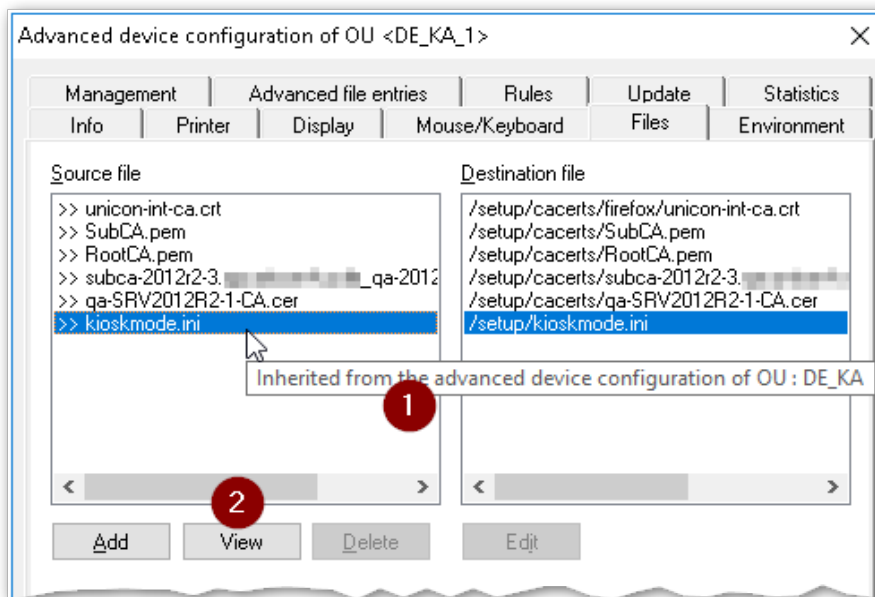 Advanced device configuration of OU <DE_KA_1>
Management Advanced file entries Rules Update Statistics
Info Printer Display Mouse/Keyboard Files Environment
Source file Destination file
>> unicon-int-ca.crt /setup/cacerts/firefox/unicon-int-ca.crt
>> SubCA.pem /setup/cacerts/SubCA.pem
>> RootCA.pem /setup/cacerts/RootCA.pem
>> subca-2012r2-3. _qa-2012 /setup/cacerts/subca-2012r2-3.
>> qa-SRV2012R2-1-CA.cer /setup/cacerts/qa-SRV2012R2-1-CA.cer
>> kioskmode.ini /setup/kioskmode.ini
Inherited from the advanced device configuration of OU : DE_KA
1
2
Add View Delete Edit